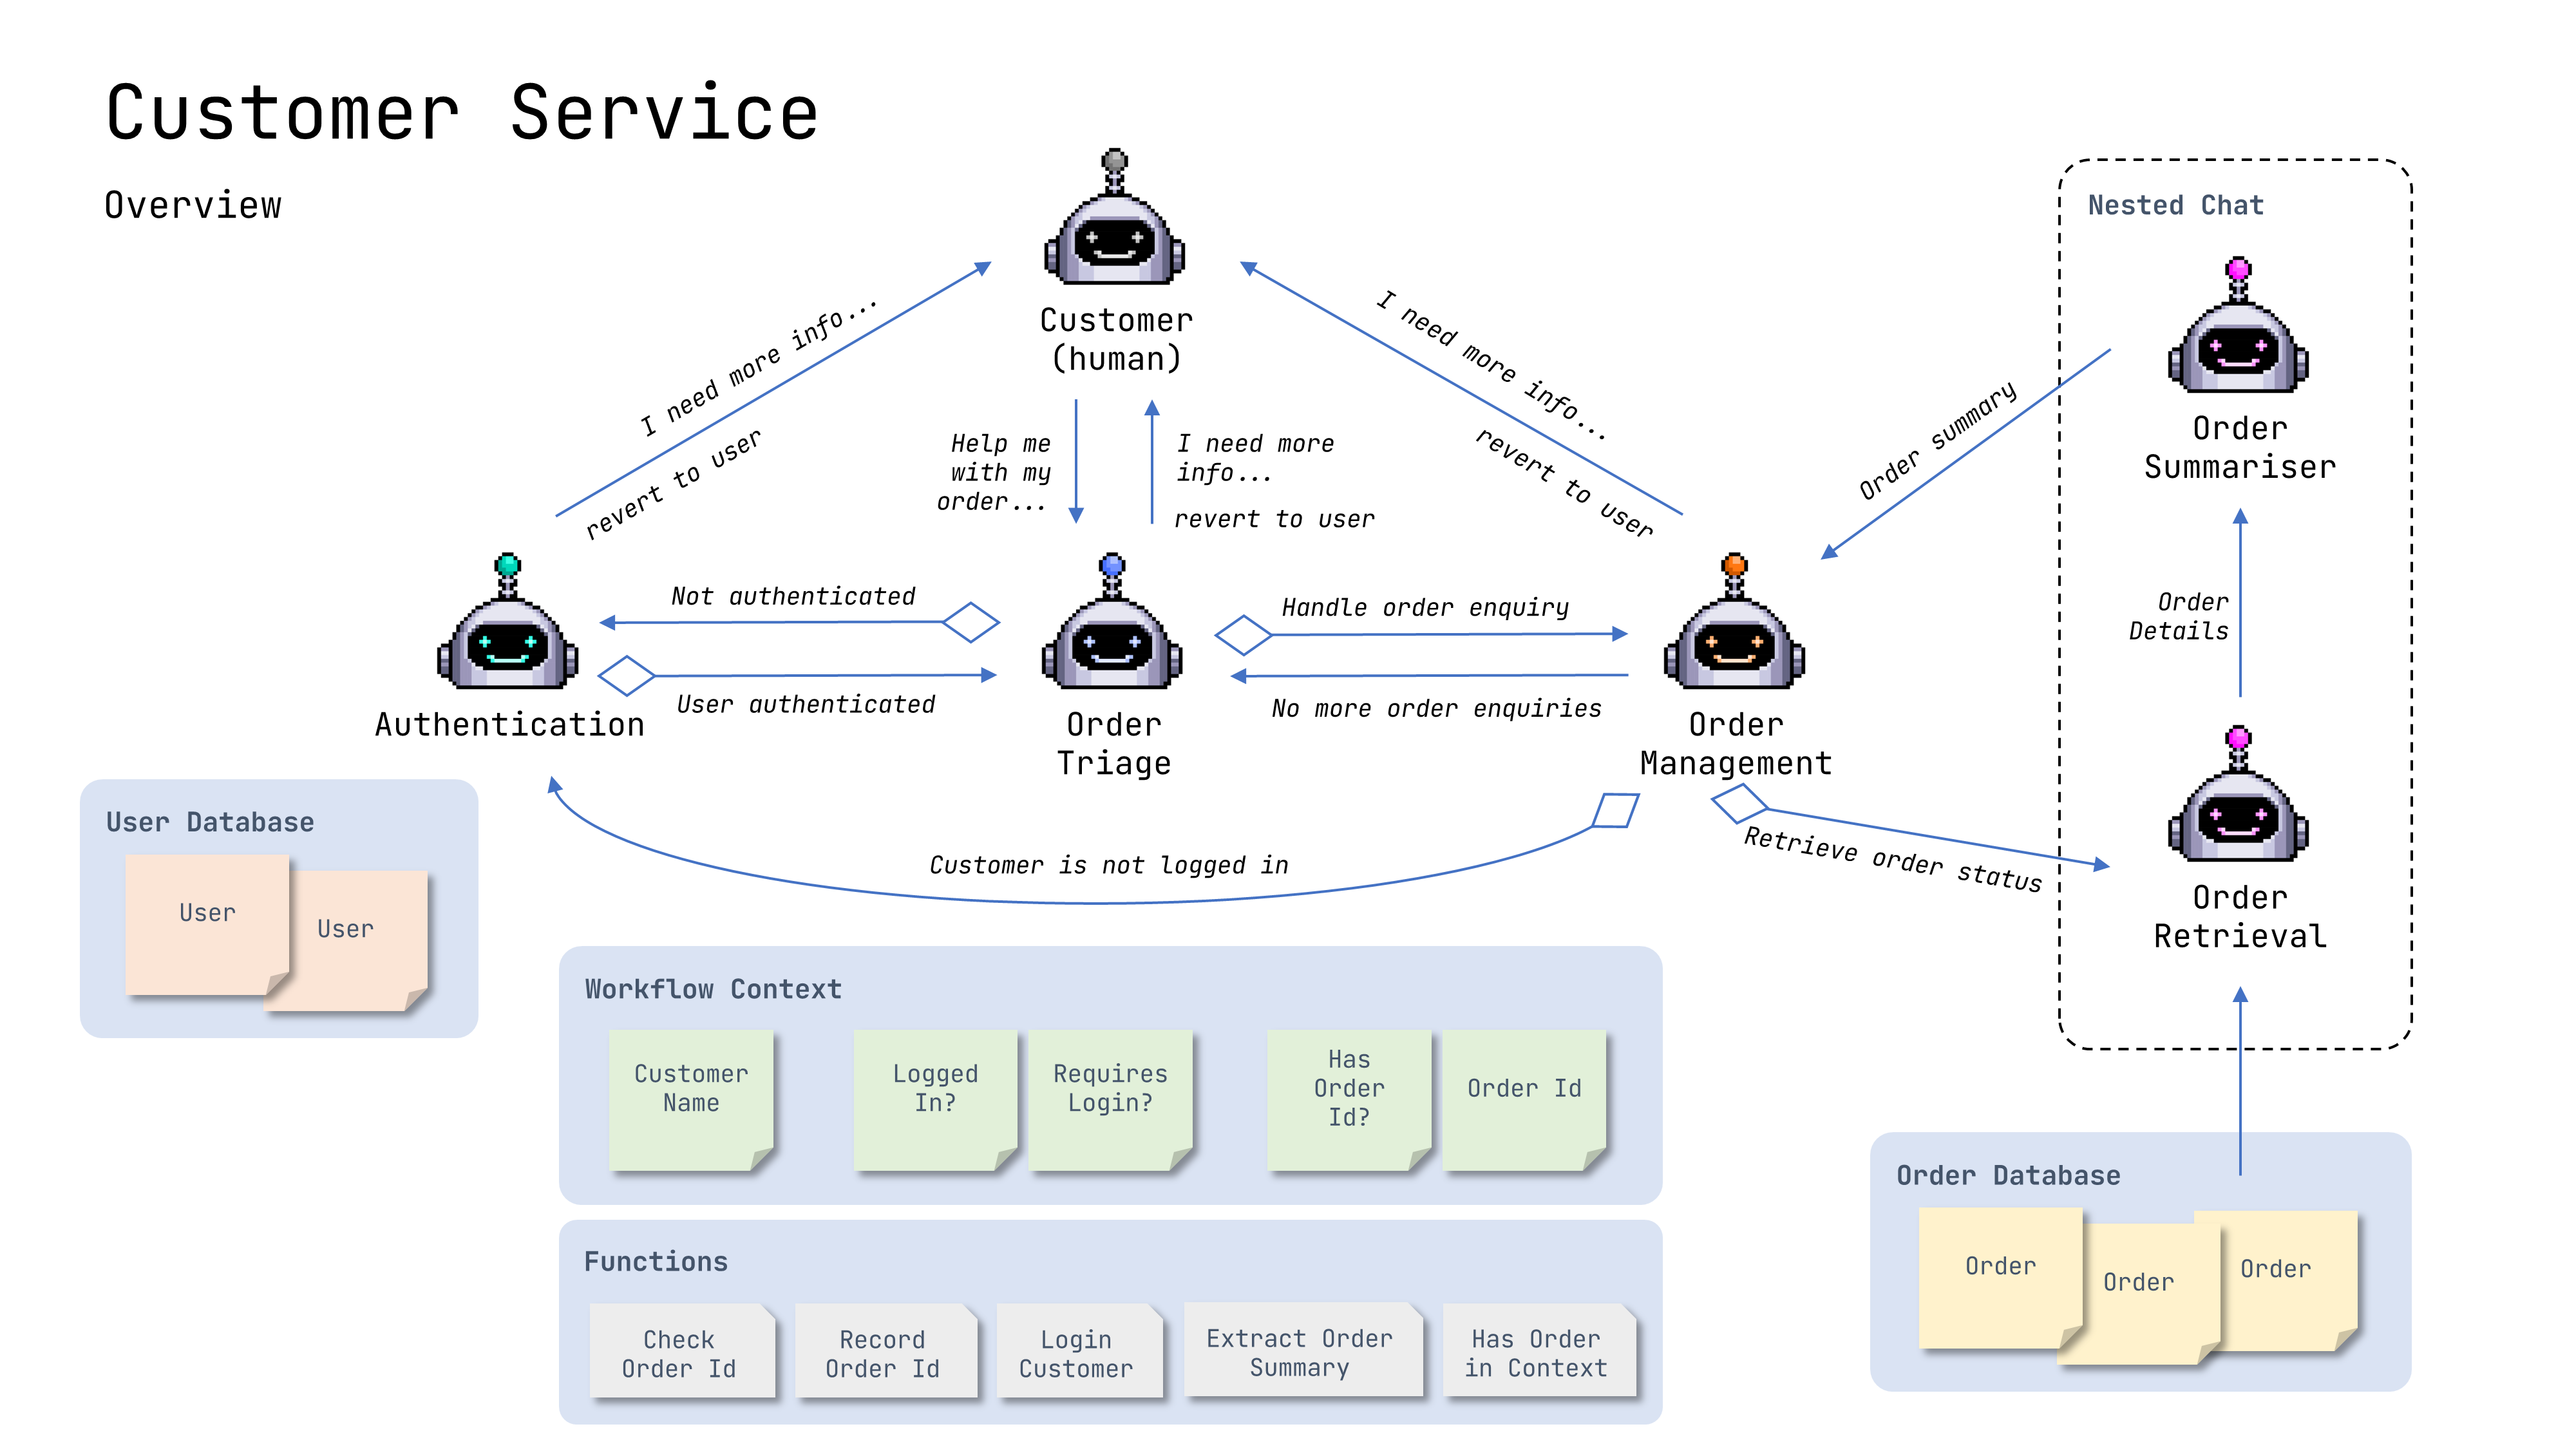 Customer Service
Overview
Nested Chat
Customer
(human)
I need more info...
revert to user
Help me
with my
order...
I need more
info...
revert to user
I need more info...
revert to user
Order summary
Order
Summariser
Not authenticated
User authenticated
Handle order enquiry
No more order enquiries
Order
Details
Authentication
Order
Triage
Order
Management
Customer is not logged in
Retrieve order status
Order
Retrieval
User Database
User
User
Workflow Context
Customer
Name
Logged
In?
Requires
Login?
Has
Order
Id?
Order Id
Functions
Check
Order Id
Record
Order Id
Login
Customer
Extract Order
Summary
Has Order
in Context
Order Database
Order
Order
Order